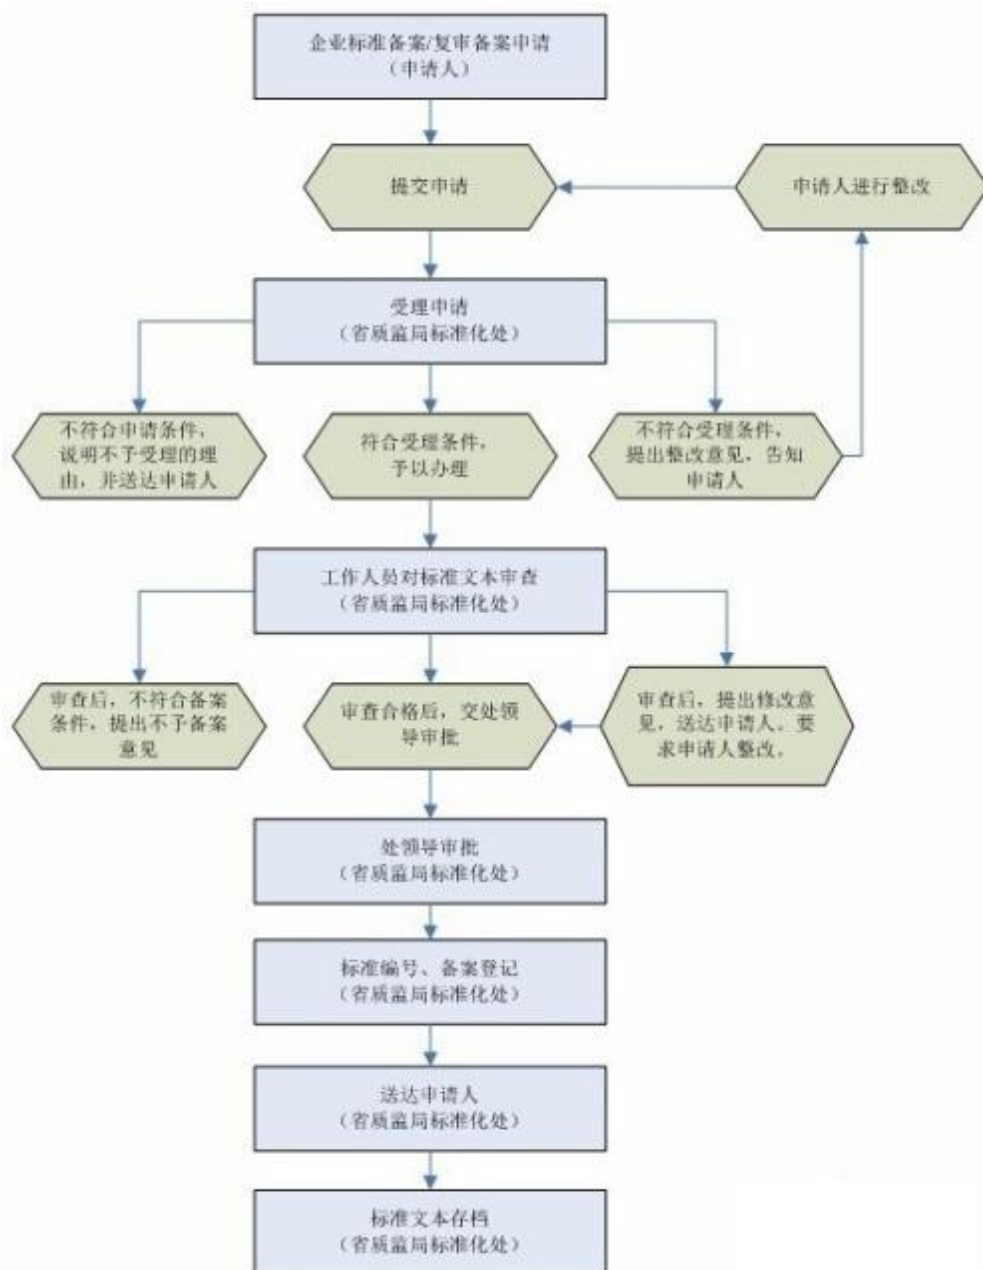 企业标准备案/复审备案申请
（申请人）
提交申请
申请人进行整改
受理申请
（省质监局标准化处）
不符合申请条件，
说明不予受理的理
由，并送达申请人
符合受理条件，
予以办理
不符合受理条件，
提出整改意见，告知
申请人
工作人员对标准文本审查
（省质监局标准化处）
审查后，不符合备案
条件，提出不予备案
意见
审查合格后，交处领
导审批
审查后，提出修改意
见，送达申请人。要
求申请人整改。
处领导审批
（省质监局标准化处）
标准编号、备案登记
（省质监局标准化处）
送达申请人
（省质监局标准化处）
标准文本存档
（省质监局标准化处）